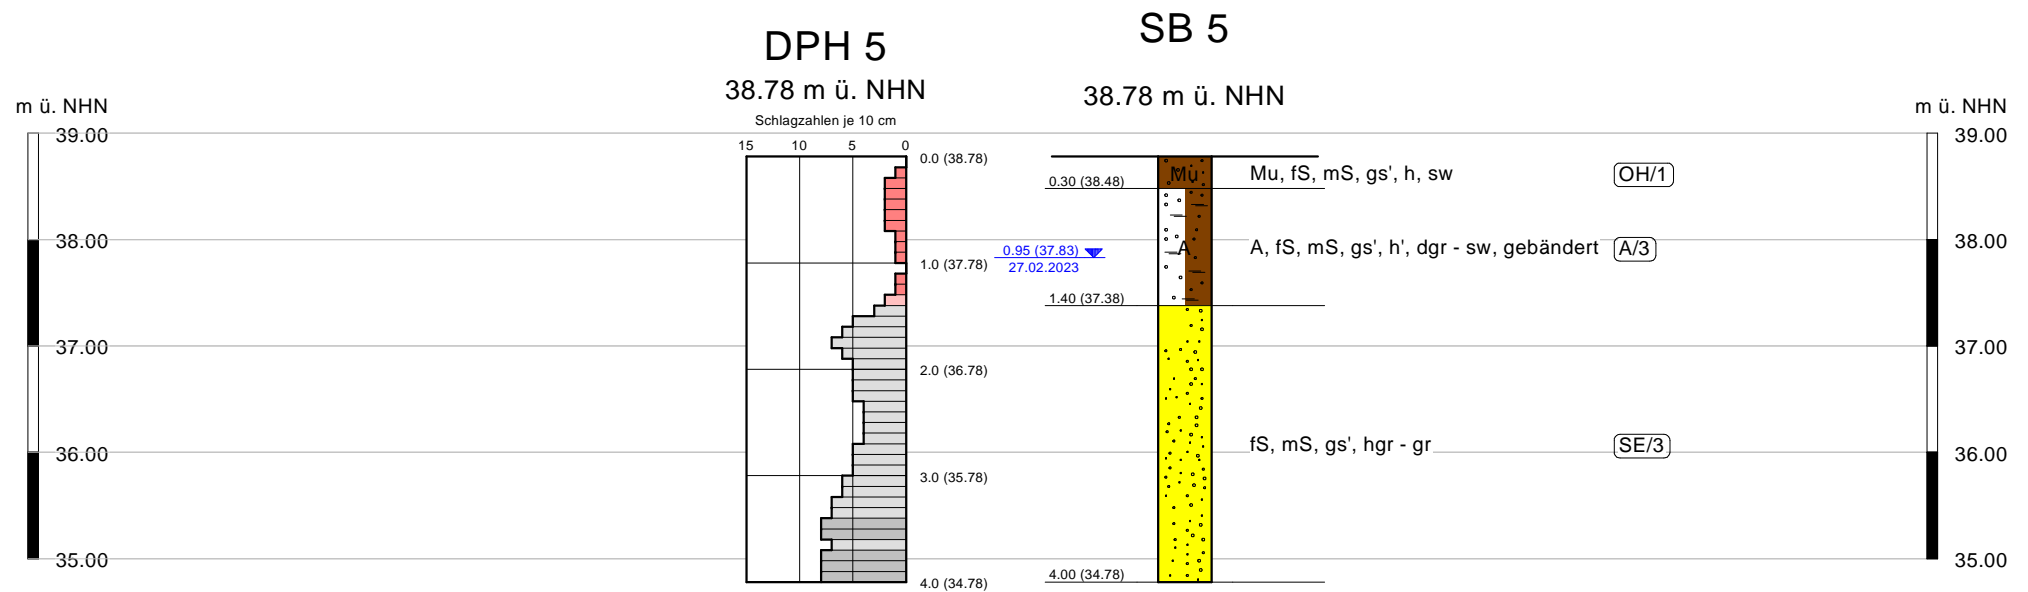 DPH 5
38.78 m ü. NHN
Schlagzahlen je 10 cm
SB 5
38.78 m ü. NHN
m ü. NHN
39.00
38.00
37.00
36.00
35.00
15 10 5 0
0.0 (38.78)
1.0 (37.78)
2.0 (36.78)
3.0 (35.78)
4.0 (34.78)
0.95 (37.83)
27.02.2023
0.30 (38.48)
1.40 (37.38)
4.00 (34.78)
Mu
A
Mu, fS, mS, gs', h, sw
OH/1
A, fS, mS, gs', h', dgr - sw, gebändert
A/3
fS, mS, gs', hgr - gr
SE/3
m ü. NHN
39.00
38.00
37.00
36.00
35.00